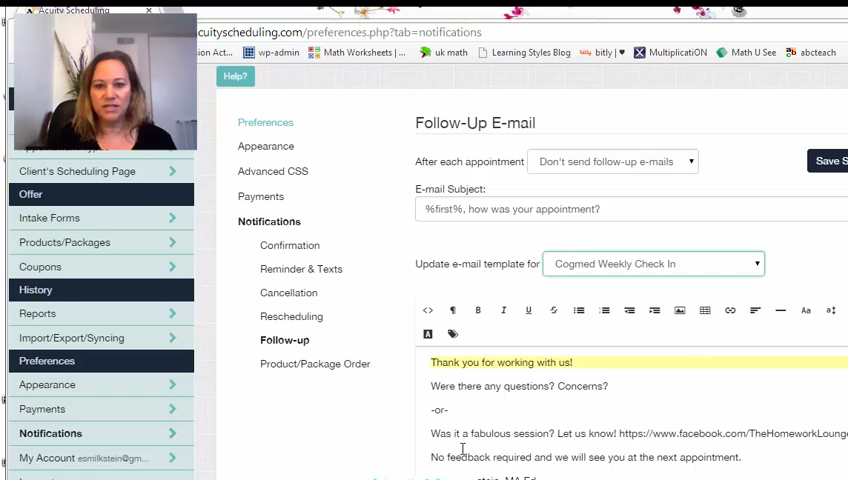 Acuity Scheduling
acuityscheduling.com/preferences.php?tab=notifications
wp-admin Math Worksheets ... uk math Learning Styles Blog bitly | ♥ MultiplicatiON Math U See abcteach
Help?
Client's Scheduling Page
Offer
Intake Forms
Products/Packages
Coupons
History
Reports
Import/Export/Syncing
Preferences
Appearance
Payments
Notifications
My Account esmilkstein@gm...
Preferences
Appearance
Advanced CSS
Payments
Notifications
Confirmation
Reminder & Texts
Cancellation
Rescheduling
Follow-up
Product/Package Order
Follow-Up E-mail
After each appointment Don't send follow-up e-mails Save S
E-mail Subject:
%first%, how was your appointment?
Update e-mail template for Cogmed Weekly Check In
Thank you for working with us!
Were there any questions? Concerns?
-or-
Was it a fabulous session? Let us know! https://www.facebook.com/TheHomeworkLounge
No feedback required and we will see you at the next appointment.